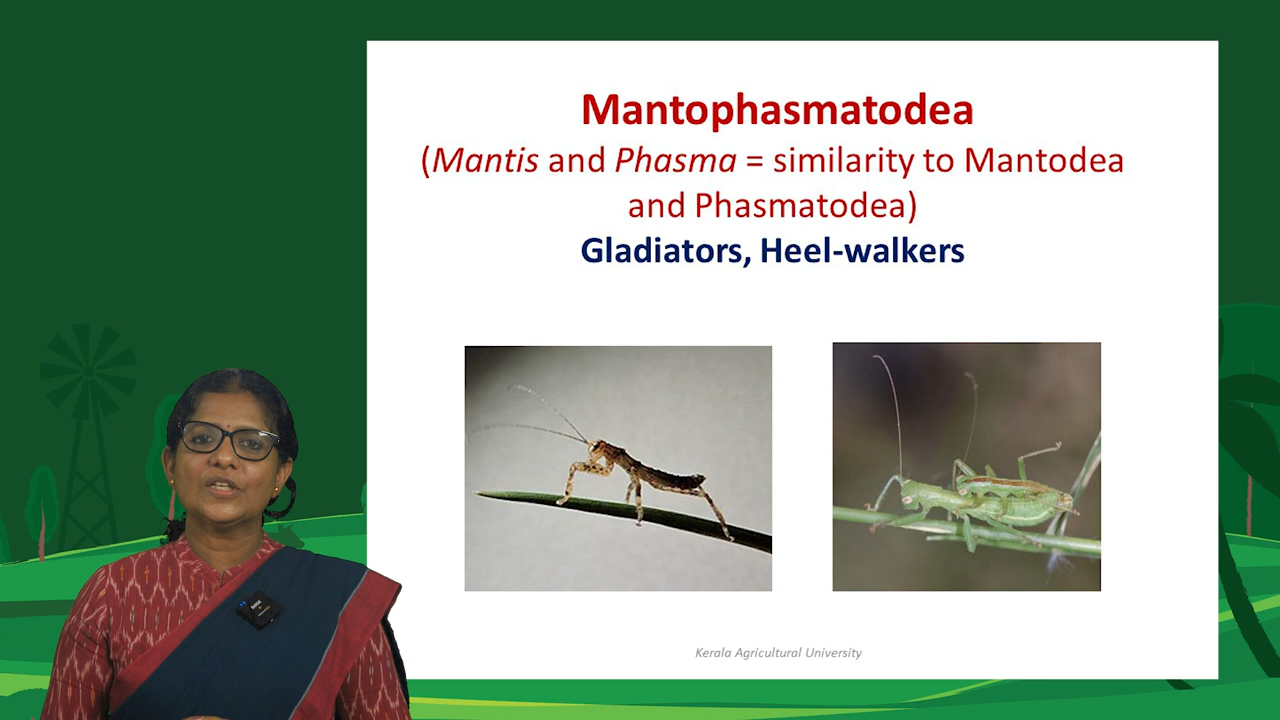 Mantophasmatodea
(Mantis and Phasma = similarity to Mantodea
and Phasmatodea)
Gladiators, Heel-walkers
Kerala Agricultural University